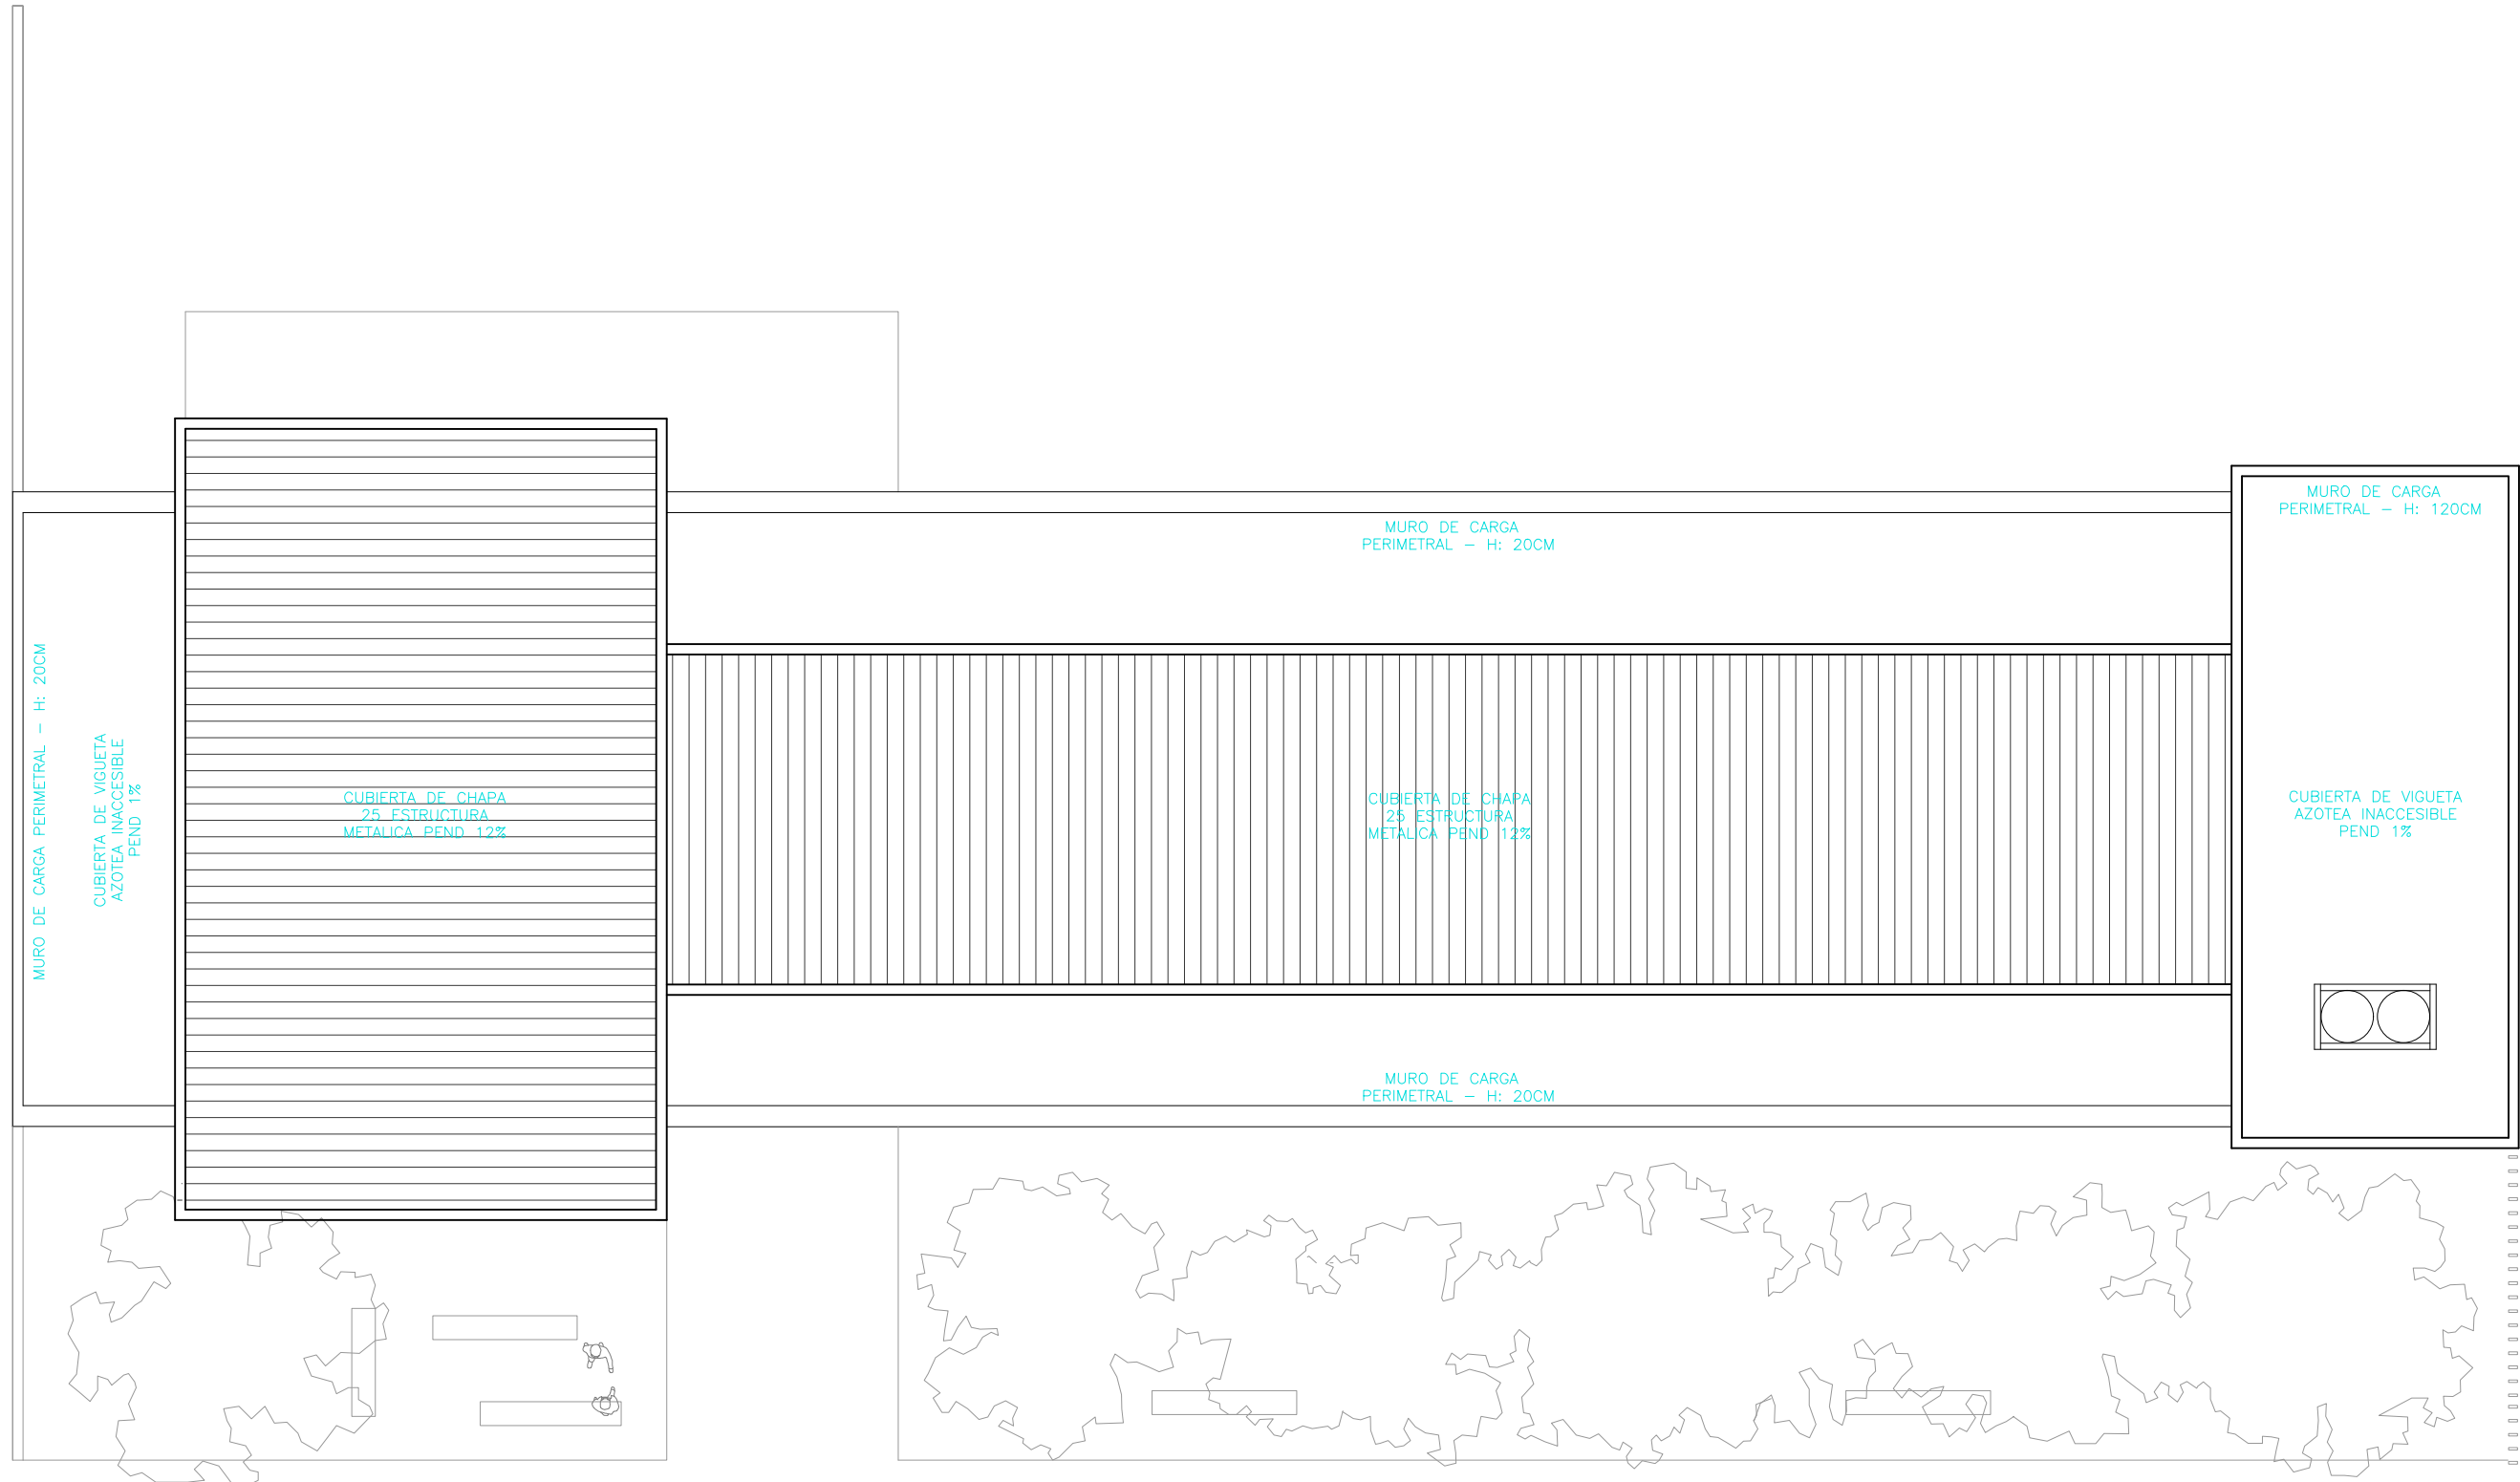 MURO DE CARGA
PERIMETRAL – H: 120CM
MURO DE CARGA
PERIMETRAL – H: 20CM
MURO DE CARGA PERIMETRAL – H: 20CM
CUBIERTA DE VIGUETA
AZOTEA INACCESIBLE
PEND 1%
CUBIERTA DE CHAPA
25 ESTRUCTURA
METALICA PEND 12%
CUBIERTA DE CHAPA
25 ESTRUCTURA
METALICA PEND 12%
CUBIERTA DE VIGUETA
AZOTEA INACCESIBLE
PEND 1%
MURO DE CARGA
PERIMETRAL – H: 20CM